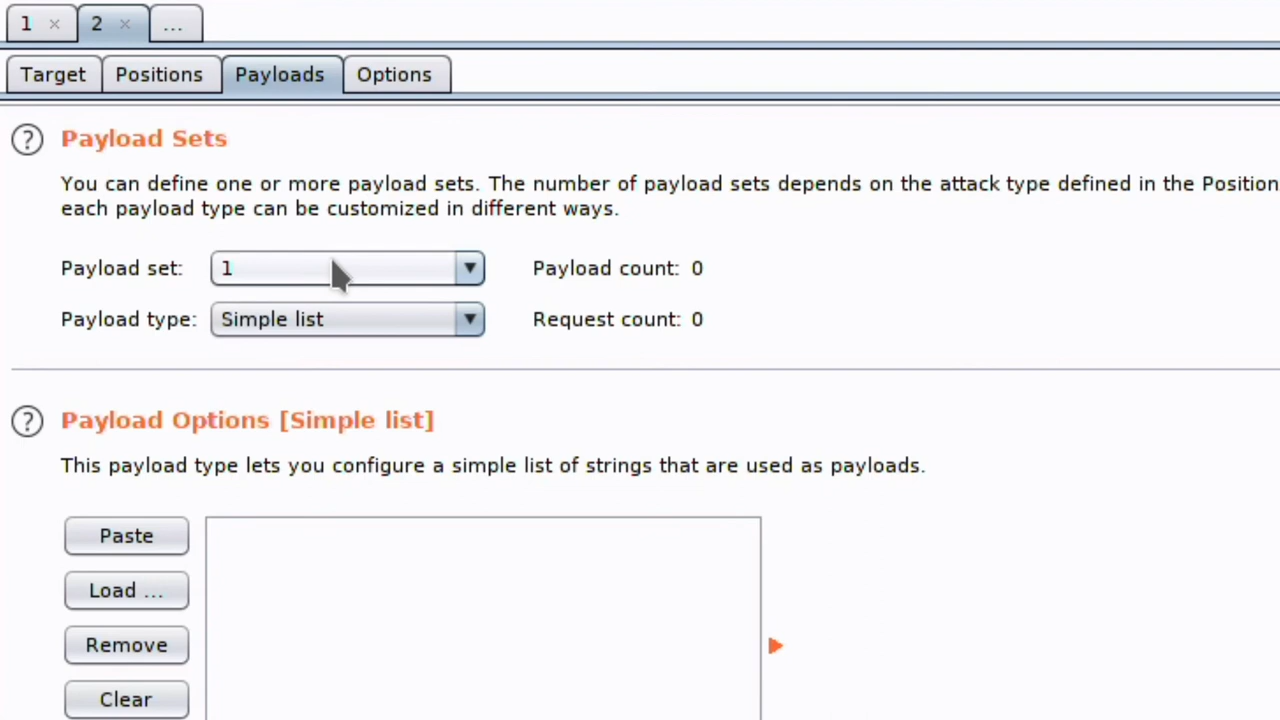 1 × 2 × ...
Target Positions Payloads Options
? Payload Sets
You can define one or more payload sets. The number of payload sets depends on the attack type defined in the Position
each payload type can be customized in different ways.
Payload set: 1 Payload count: 0
Payload type: Simple list Request count: 0
? Payload Options [Simple list]
This payload type lets you configure a simple list of strings that are used as payloads.
Paste
Load ...
Remove
Clear